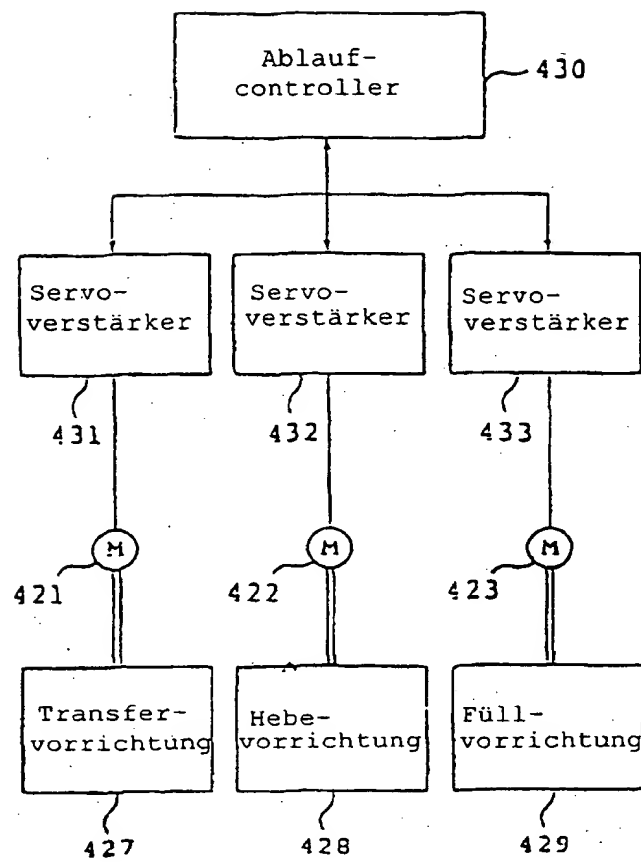 Ablauf-
controller
430
Servo-
verstärker
Servo-
verstärker
Servo-
verstärker
431
432
433
M
M
M
421
422
423
Transfer-
vorrichtung
Hebe-
vorrichtung
Füll-
vorrichtung
427
428
429